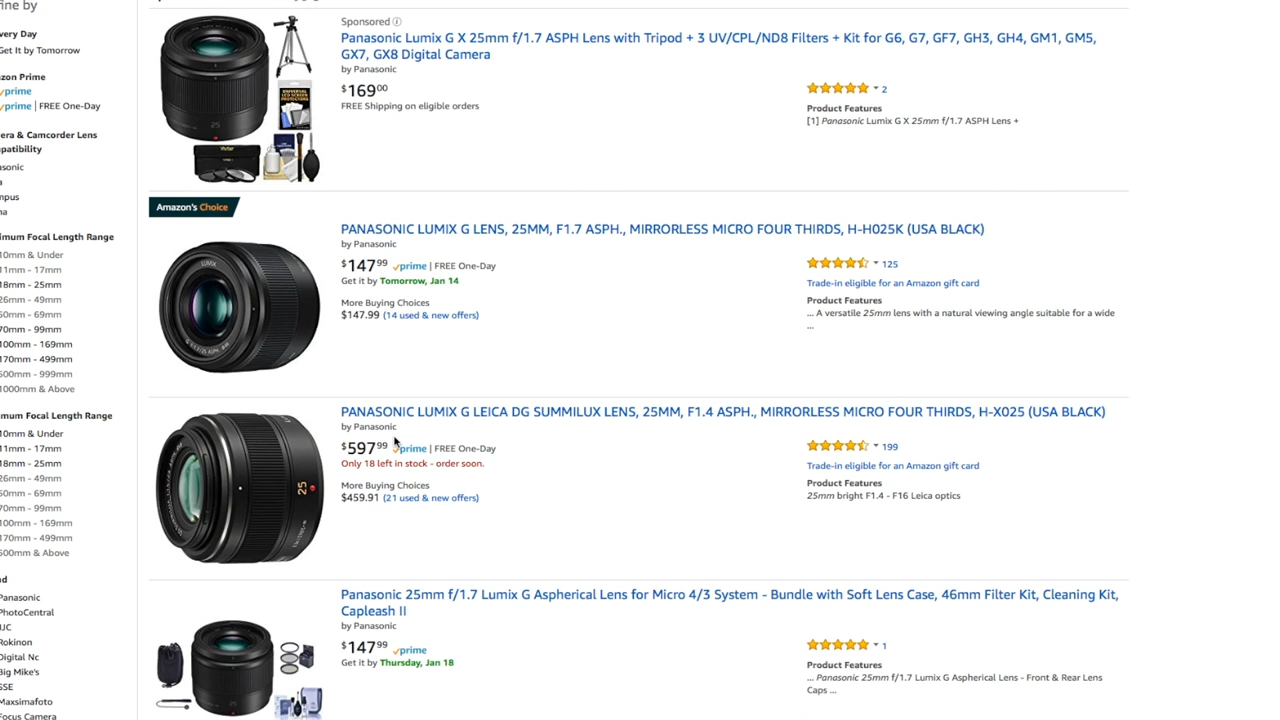 fine by
very Day
Get It by Tomorrow
zon Prime
prime
prime | FREE One-Day
era & Camcorder Lens
patibility
asonic
a
mpus
na
imum Focal Length Range
10mm & Under
11mm - 17mm
18mm - 25mm
26mm - 49mm
50mm - 69mm
70mm - 99mm
100mm - 169mm
170mm - 499mm
500mm - 999mm
1000mm & Above
mum Focal Length Range
10mm & Under
11mm - 17mm
18mm - 25mm
26mm - 49mm
50mm - 69mm
70mm - 99mm
100mm - 169mm
170mm - 499mm
500mm & Above
nd
Panasonic
PhotoCentral
JJC
Rokinon
Digital Nc
Big Mike's
SSE
Maxsimafoto
Focus Camera
Sponsored
Panasonic Lumix G X 25mm f/1.7 ASPH Lens with Tripod + 3 UV/CPL/ND8 Filters + Kit for G6, G7, GF7, GH3, GH4, GM1, GM5,
GX7, GX8 Digital Camera
by Panasonic
$169 00
FREE Shipping on eligible orders
2
Product Features
[1] Panasonic Lumix G X 25mm f/1.7 ASPH Lens +
Amazon's Choice
PANASONIC LUMIX G LENS, 25MM, F1.7 ASPH., MIRRORLESS MICRO FOUR THIRDS, H-H025K (USA BLACK)
by Panasonic
$147 99 prime | FREE One-Day
Get it by Tomorrow, Jan 14
More Buying Choices
$147.99 (14 used & new offers)
125
Trade-in eligible for an Amazon gift card
Product Features
... A versatile 25mm lens with a natural viewing angle suitable for a wide
...
LUMIX
PANASONIC LUMIX G LEICA DG SUMMILUX LENS, 25MM, F1.4 ASPH., MIRRORLESS MICRO FOUR THIRDS, H-X025 (USA BLACK)
by Panasonic
$597 99 prime | FREE One-Day
Only 18 left in stock - order soon.
More Buying Choices
$459.91 (21 used & new offers)
199
Trade-in eligible for an Amazon gift card
Product Features
25mm bright F1.4 - F16 Leica optics
25
Panasonic 25mm f/1.7 Lumix G Aspherical Lens for Micro 4/3 System - Bundle with Soft Lens Case, 46mm Filter Kit, Cleaning Kit,
Capleash II
by Panasonic
$147 99 prime
Get it by Thursday, Jan 18
1
Product Features
... Panasonic 25mm f/1.7 Lumix G Aspherical Lens - Front & Rear Lens
Caps ...